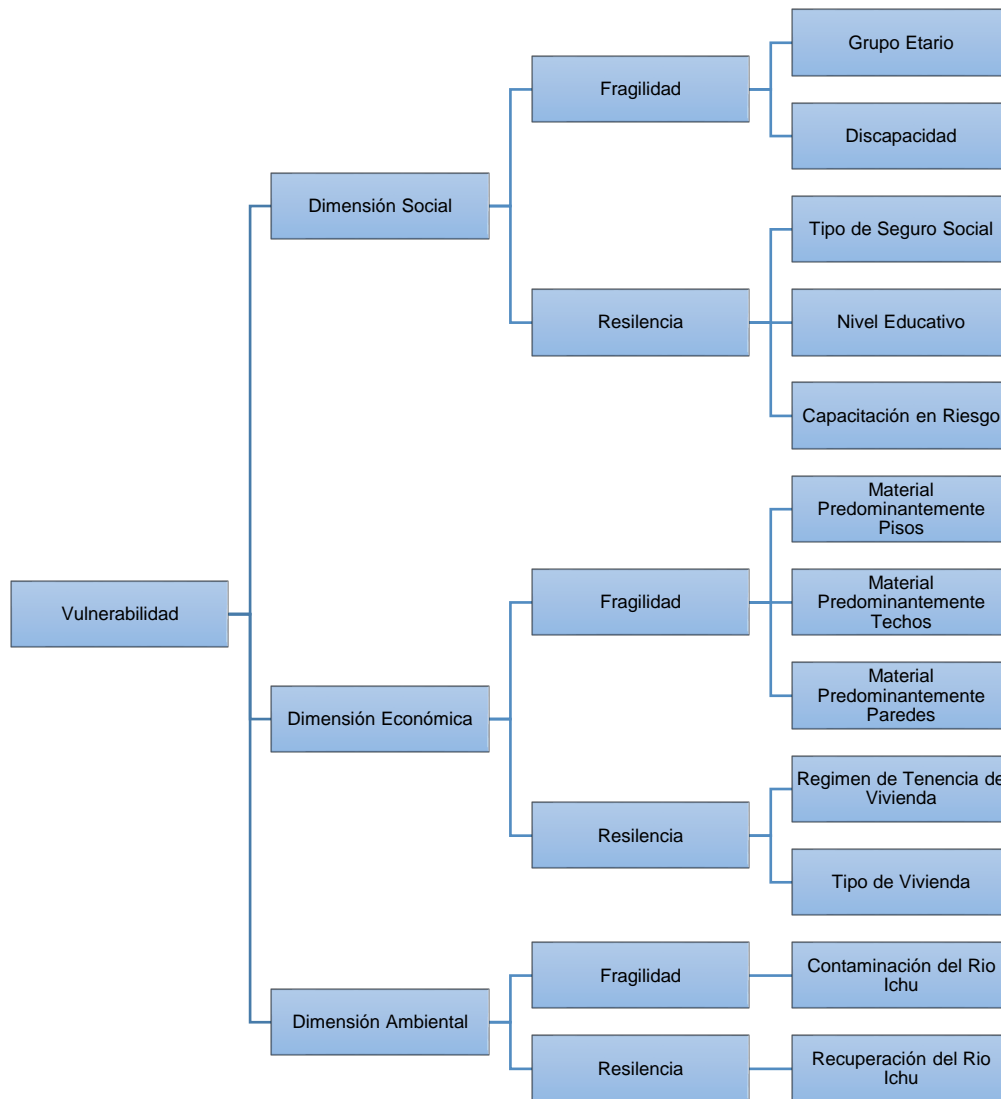 Grupo Etario
Fragilidad
Discapacidad
Dimensión Social
Tipo de Seguro Social
Resilencia
Nivel Educativo
Capacitación en Riesgo
Material
Predominantemente
Pisos
Vulnerabilidad
Fragilidad
Material
Predominantemente
Techos
Material
Predominantemente
Paredes
Dimensión Económica
Regimen de Tenencia de
Vivienda
Resilencia
Tipo de Vivienda
Fragilidad
Contaminación del Rio
Ichu
Dimensión Ambiental
Resilencia
Recuperación del Rio
Ichu